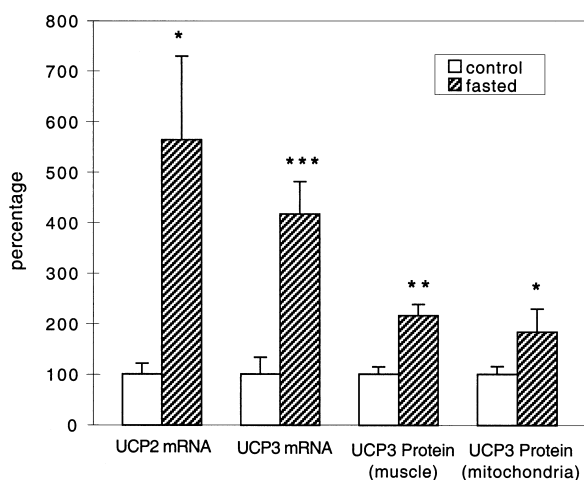 800
700
600
500
400
300
200
100
0
percentage
control
fasted
*
***
**
*
UCP2 mRNA
UCP3 mRNA
UCP3 Protein
(muscle)
UCP3 Protein
(mitochondria)